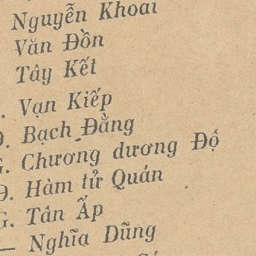 Nguyễn Khoai
Văn Đồn
Tây Kết
. Vạn Kiếp
Đ. Bạch Đằng
G. Chương dương Độ
Đ. Hàm tử Quán
G. Tân Ấp
— Nghĩa Dũng